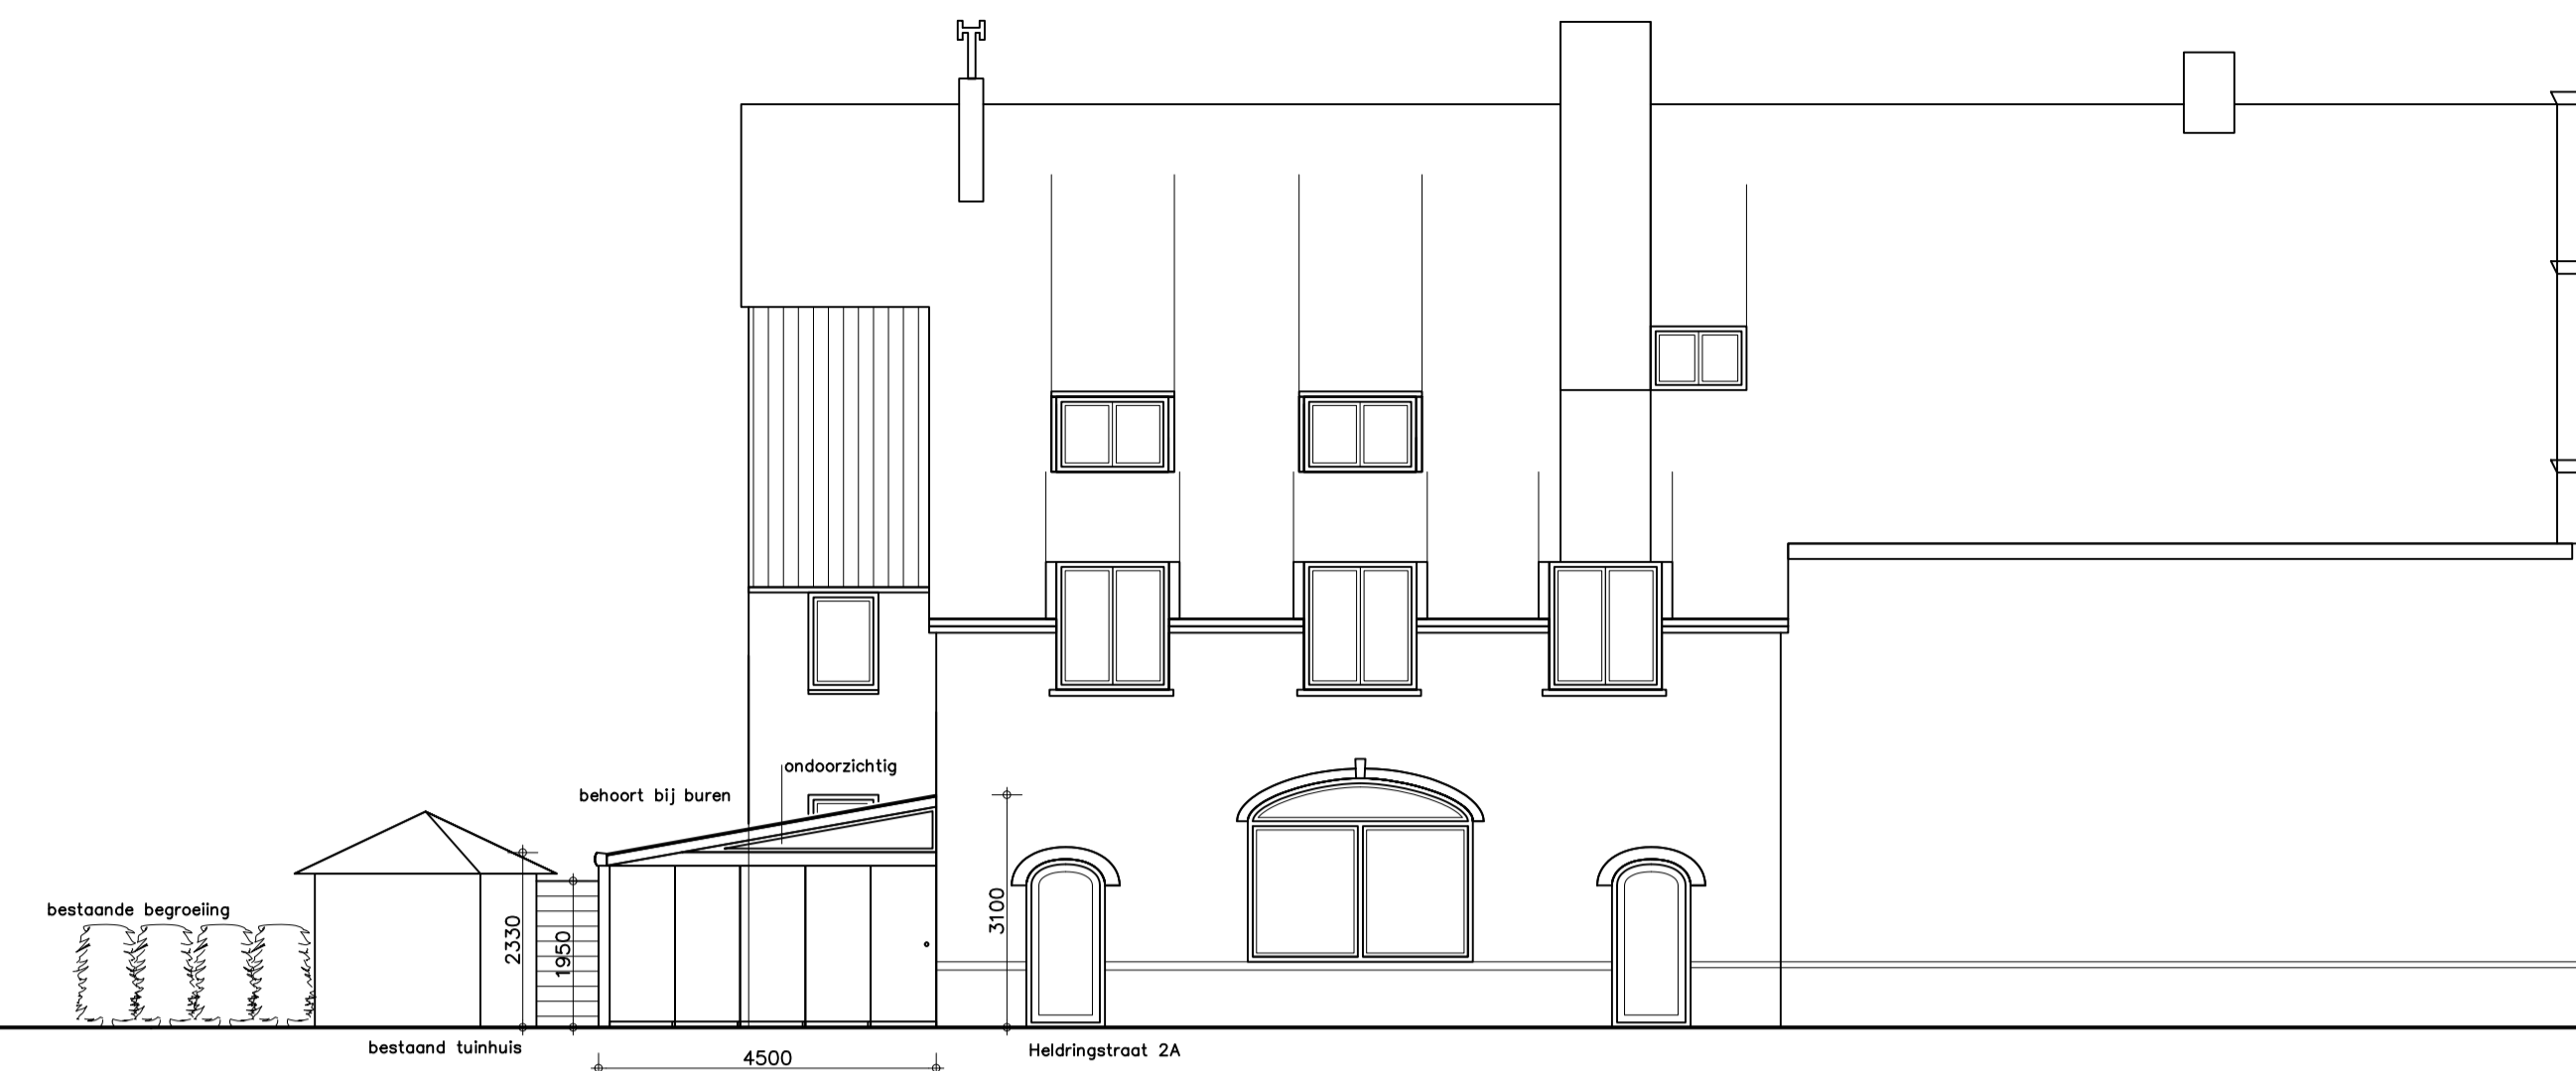 ondoorzichtig
behoort bij buren
bestaande begroeiing
2330
1950
3100
bestaand tuinhuis
4500
Heldringstraat 2A